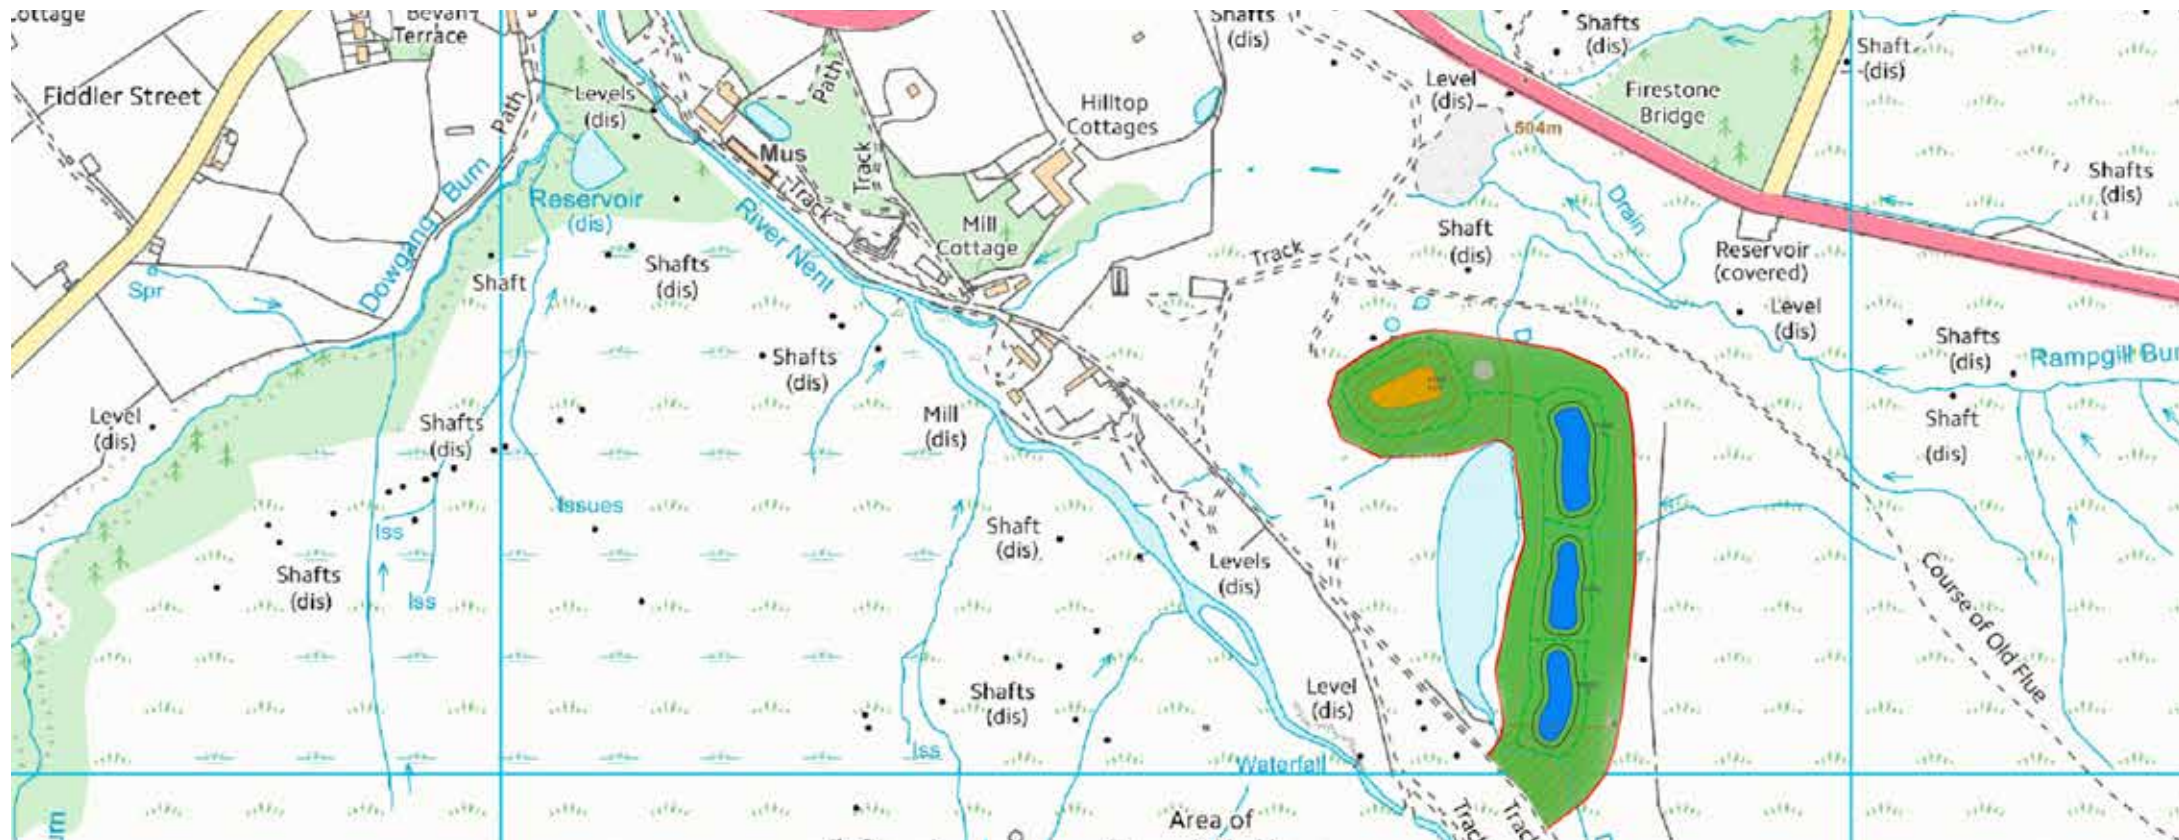 ottage
Bevan
Terrace
Fiddler Street
Path
Levels
(dis)
Reservoir
(dis)
Dowgang Burn
Spr
Shaft
Shafts
(dis)
Mus
Track
Path
Track
River Nent
Mill
Cottage
Hilltop
Cottages
Shafts
(dis)
Level
(dis)
504m
Shafts
(dis)
Firestone
Bridge
Shaft
(dis)
Shafts
(dis)
Drain
Shaft
(dis)
Track
Reservoir
(covered)
Level
(dis)
Shafts
(dis)
Rampgill Bur
Shaft
(dis)
Shafts
(dis)
Mill
(dis)
Level
(dis)
Shafts
(dis)
Issues
Iss
Iss
Shafts
(dis)
Shaft
(dis)
Levels
(dis)
Shafts
(dis)
Iss
Level
(dis)
Waterfall
Course of Old Flue
Area of
Track
Track
urn